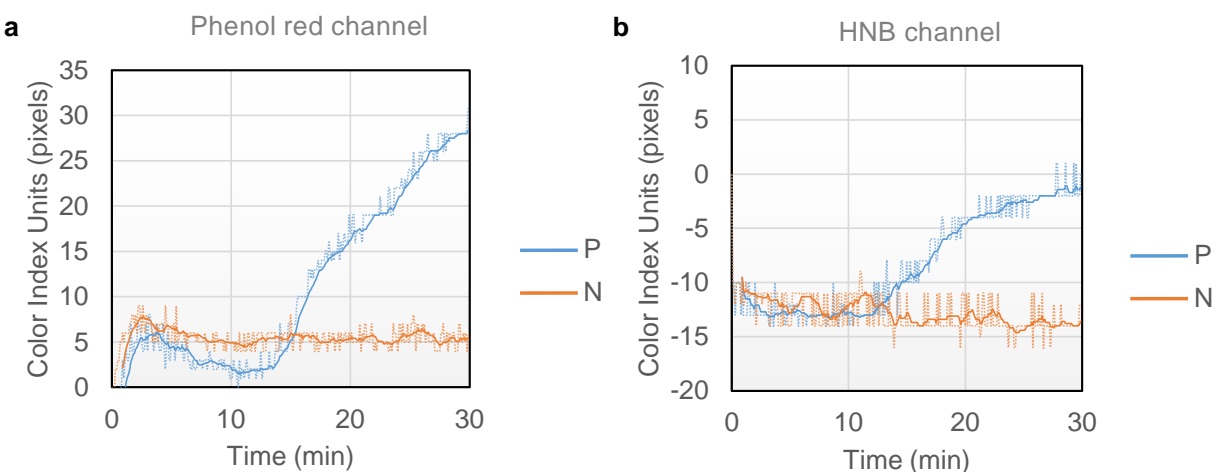 a
Phenol red channel
Color Index Units (pixels)
35
30
25
20
15
10
5
0
0 10 20 30
Time (min)
P
N
b
HNB channel
Color Index Units (pixels)
10
5
0
-5
-10
-15
-20
0 10 20 30
Time (min)
P
N